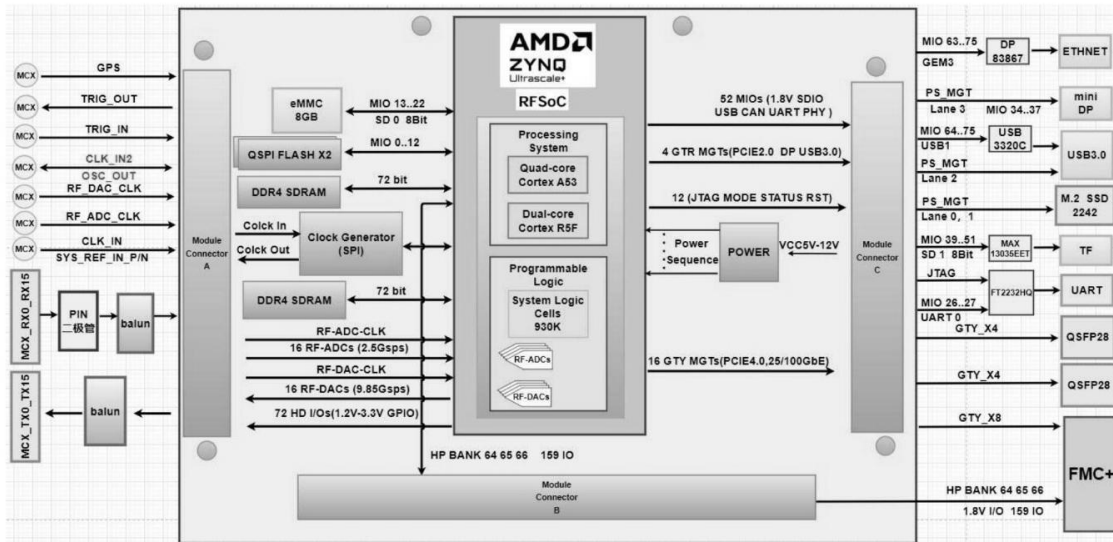 MCX
GPS
MCX
TRIG_OUT
MCX
TRIG_IN
MCX
CLK_IN2
OSC_OUT
MCX
RF_DAC_CLK
MCX
RF_ADC_CLK
MCX
CLK_IN
SYS_REF_IN_P/N
MCX_RX0_RX15
PIN
二极管
balun
MCX_TX0_TX15
balun
Module
Connector
A
eMMC
8GB
MIO 13..22
SD 0 8Bit
QSPI FLASH X2
MIO 0..12
DDR4 SDRAM
72 bit
Colck In
Colck Out
Clock Generator
(SPI)
DDR4 SDRAM
72 bit
RF-ADC-CLK
16 RF-ADCs (2.5Gsps)
RF-DAC-CLK
16 RF-DACs (9.85Gsps)
72 HD I/Os(1.2V-3.3V GPIO)
HP BANK 64 65 66 159 IO
AMD
ZYNQ
Ultrascale+
RFSoC
Processing
System
Quad-core
Cortex A53
Dual-core
Cortex R5F
Programmable
Logic
System Logic
Cells
930K
RF-ADCs
RF-DACs
52 MIOs (1.8V SDIO
USB CAN UART PHY )
4 GTR MGTs(PCIE2.0 DP USB3.0)
12 (JTAG MODE STATUS RST)
Power
Sequence
POWER
VCC5V-12V
16 GTY MGTs(PCIE4.0,25/100GbE)
Module
Connector
C
Module
Connector
B
MIO 63..75
GEM3
DP
83867
ETHNET
PS_MGT
Lane 3
mini
DP
MIO 34..37
MIO 64..75
USB1
USB
3320C
USB3.0
PS_MGT
Lane 2
PS_MGT
Lane 0, 1
M.2 SSD
2242
MIO 39..51
SD 1 8Bit
MAX
13035EET
TF
JTAG
MIO 26..27
UART 0
FT2232HQ
UART
GTY_X4
QSFP28
GTY_X4
QSFP28
GTY_X8
FMC+
HP BANK 64 65 66
1.8V I/O 159 IO